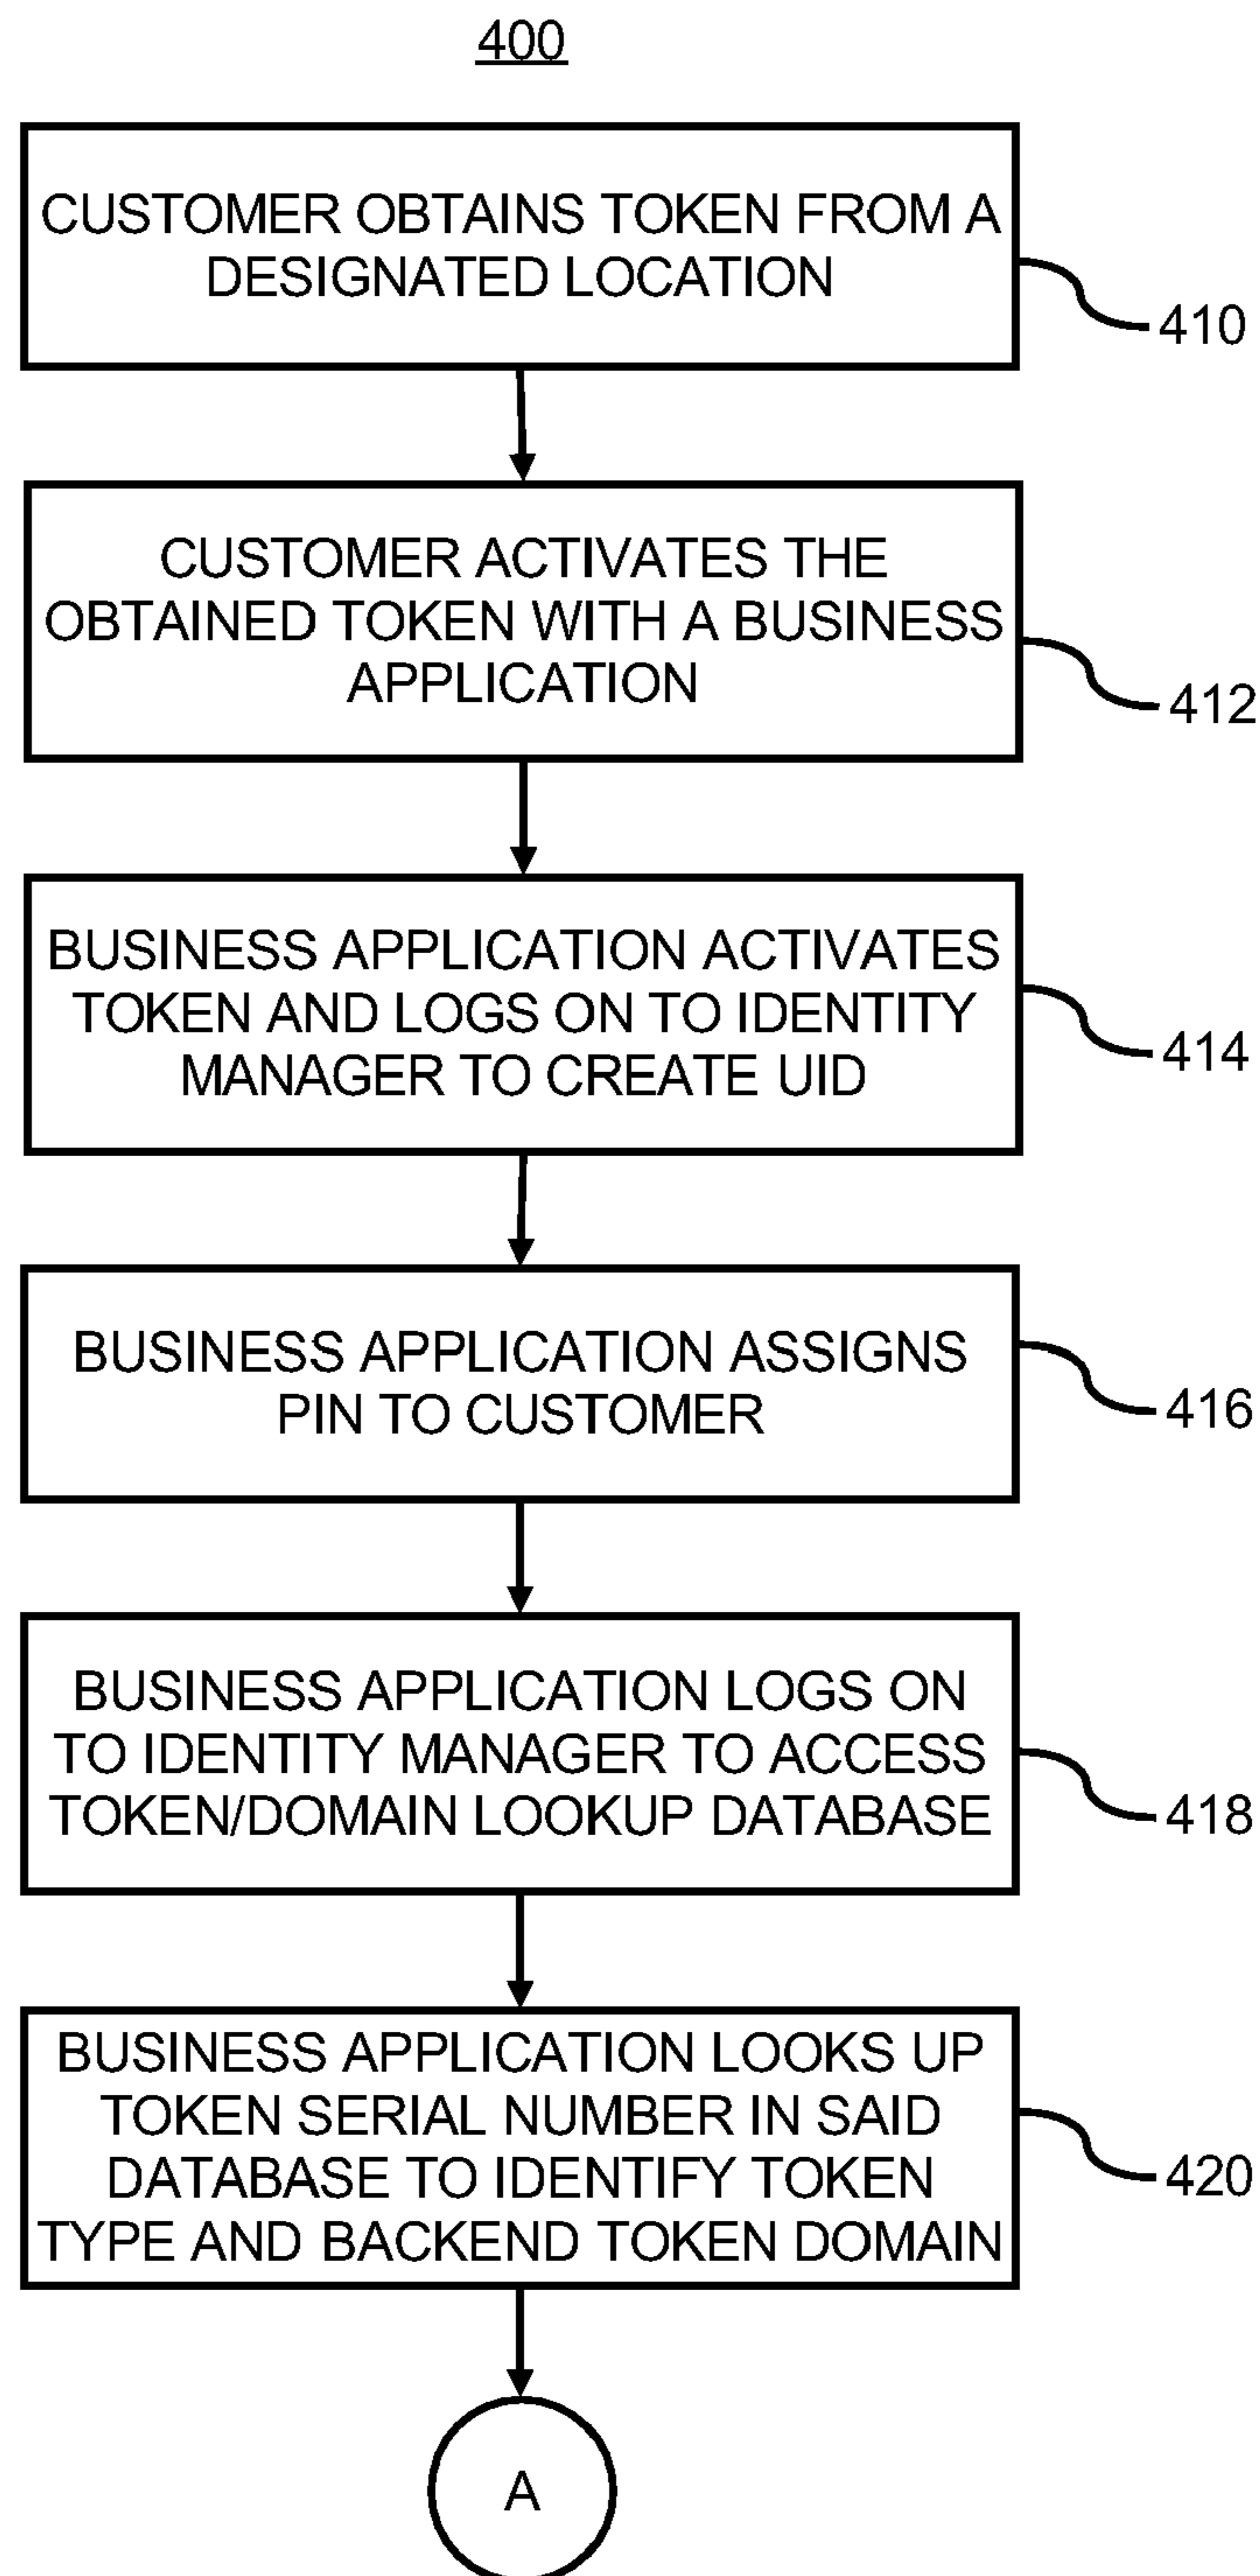 400
CUSTOMER OBTAINS TOKEN FROM A
DESIGNATED LOCATION
410
CUSTOMER ACTIVATES THE
OBTAINED TOKEN WITH A BUSINESS
APPLICATION
412
BUSINESS APPLICATION ACTIVATES
TOKEN AND LOGS ON TO IDENTITY
MANAGER TO CREATE UID
414
BUSINESS APPLICATION ASSIGNS
PIN TO CUSTOMER
416
BUSINESS APPLICATION LOGS ON
TO IDENTITY MANAGER TO ACCESS
TOKEN/DOMAIN LOOKUP DATABASE
418
BUSINESS APPLICATION LOOKS UP
TOKEN SERIAL NUMBER IN SAID
DATABASE TO IDENTIFY TOKEN
TYPE AND BACKEND TOKEN DOMAIN
420
A